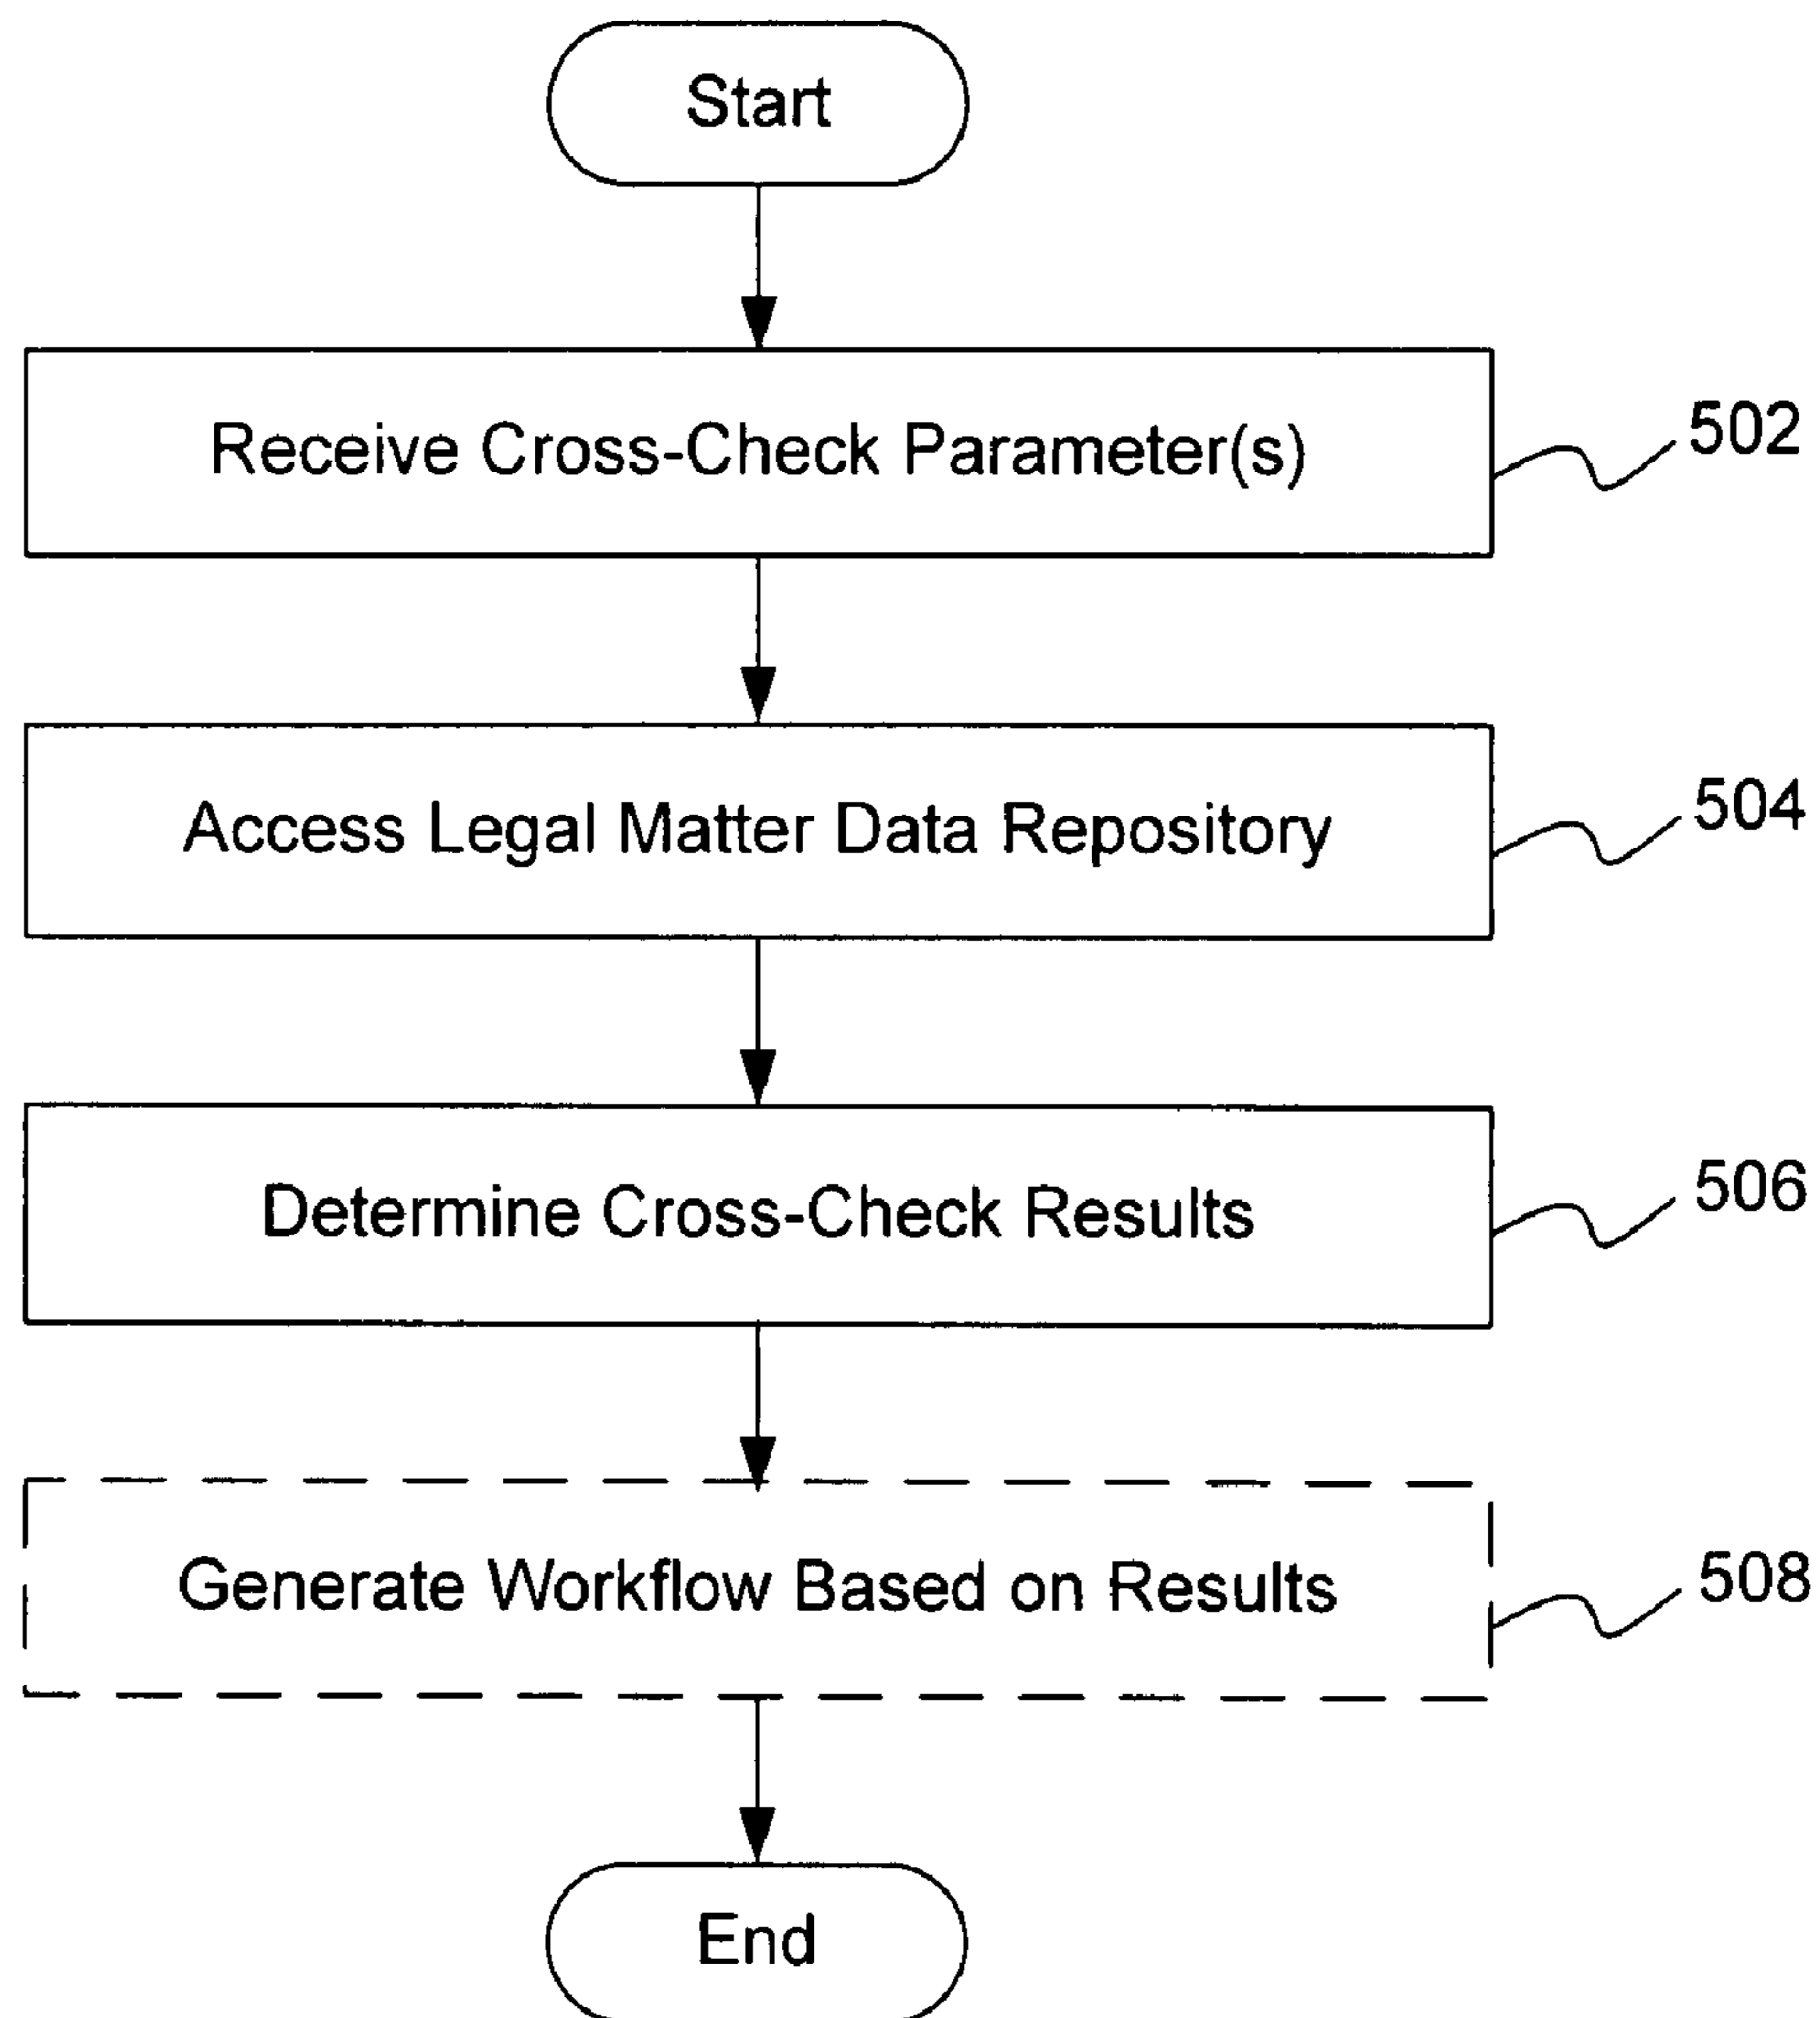 Start
Receive Cross-Check Parameter(s)
502
Access Legal Matter Data Repository
504
Determine Cross-Check Results
506
Generate Workflow Based on Results
508
End